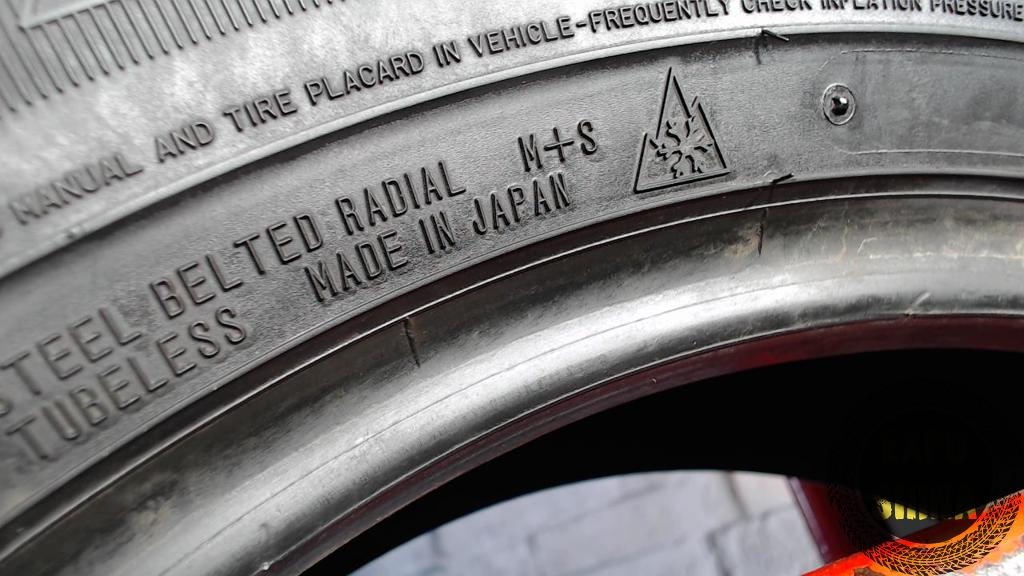 MANUAL AND TIRE PLACARD IN VEHICLE-FREQUENTLY CHECK INFLATION PRESSURE
STEEL BELTED RADIAL M+S
TUBELESS MADE IN JAPAN